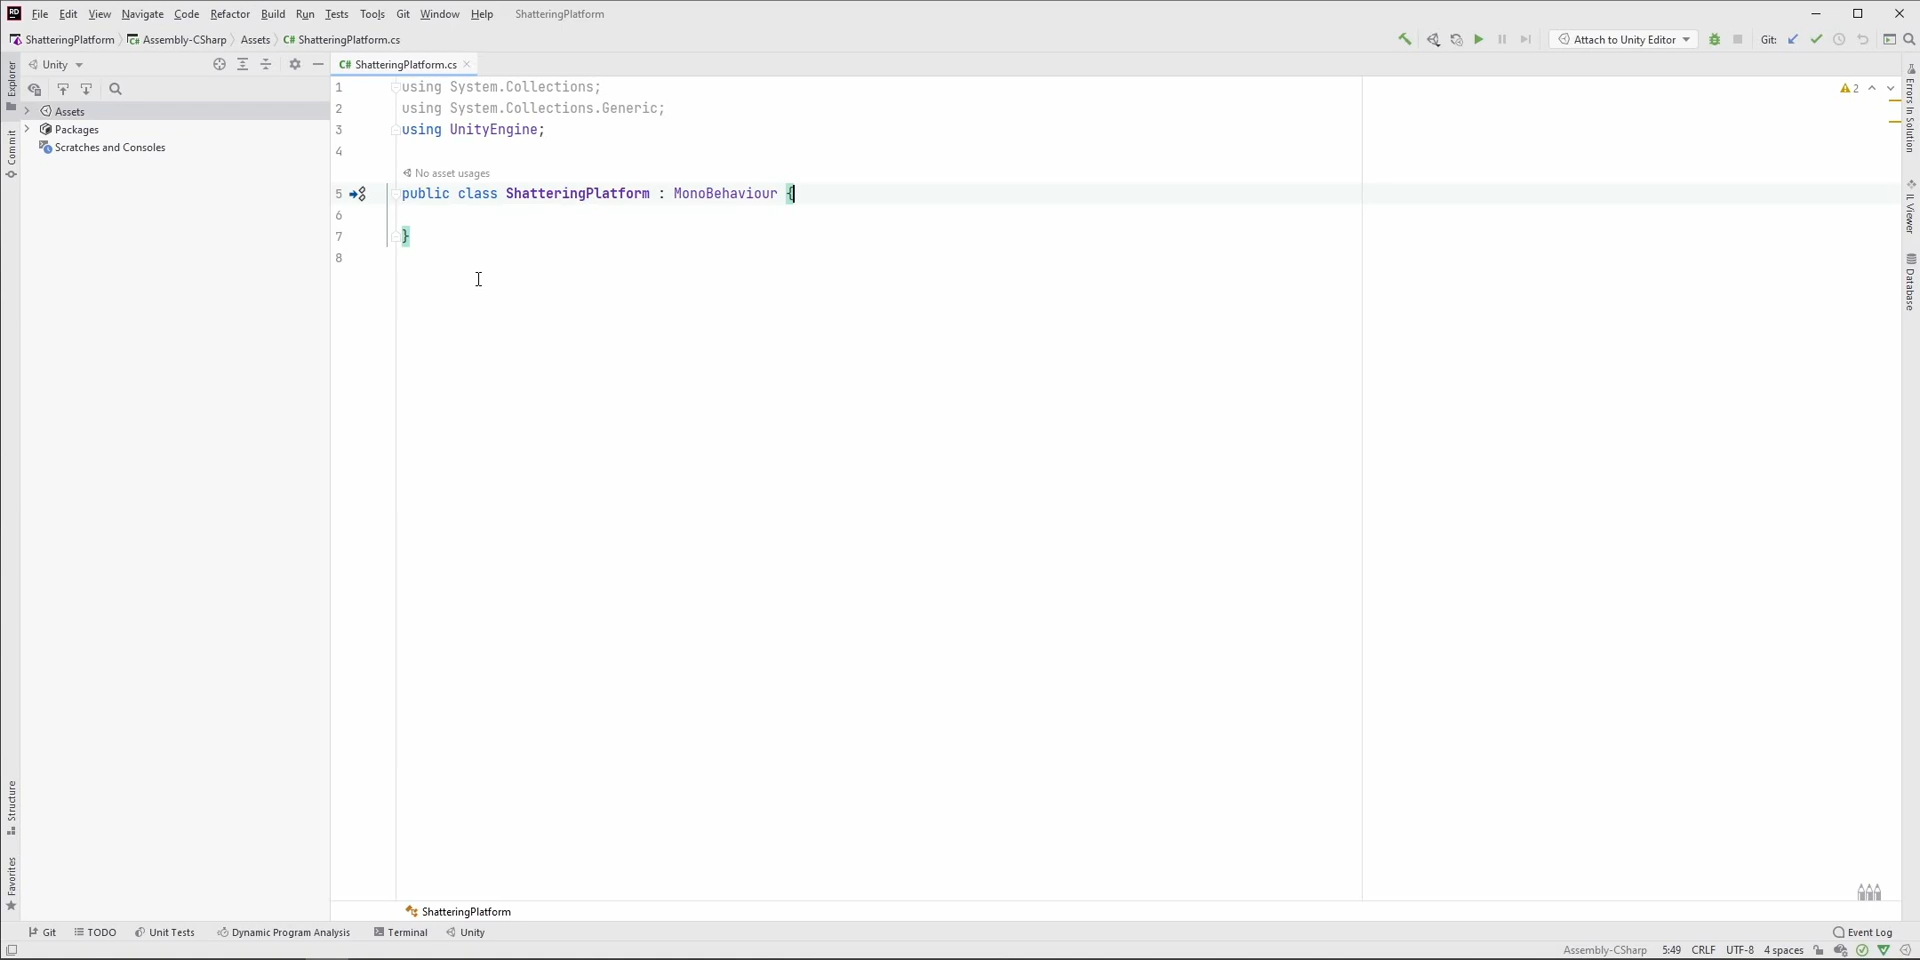 File Edit View Navigate Code Refactor Build Run Tests Tools Git Window Help ShatteringPlatform
ShatteringPlatform Assembly-CSharp Assets C# ShatteringPlatform.cs
Attach to Unity Editor
Git:
Unity
C# ShatteringPlatform.cs
Explorer
Commit
Structure
Favorites
Assets
Packages
Scratches and Consoles
1 using System.Collections;
2 using System.Collections.Generic;
3 using UnityEngine;
4
No asset usages
5 public class ShatteringPlatform : MonoBehaviour {
6
7 }
8
2
Errors In Solution
IL Viewer
Database
ShatteringPlatform
Git TODO Unit Tests Dynamic Program Analysis Terminal Unity
Event Log
Assembly-CSharp 5:49 CRLF UTF-8 4 spaces